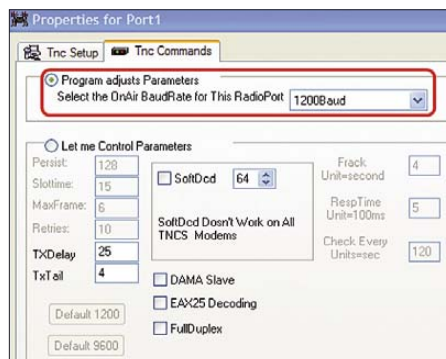 Properties for Port1
Tnc Setup
Tnc Commands
Program adjusts Parameters
Select the OnAir BaudRate for This RadioPort
1200Baud
Let me Control Parameters
Persist: 128
Slottime: 15
MaxFrame: 6
Retries: 10
TXDelay 25
TxTail 4
Default 1200
Default 9600
SoftDcd 64
SoftDcd Dosn't Work on All
TNCS Modems
DAMA Slave
EAX25 Decoding
FullDuplex
Frack
Unit=second 4
RespTime
Unit=100ms 5
Check Every
Units=sec 120